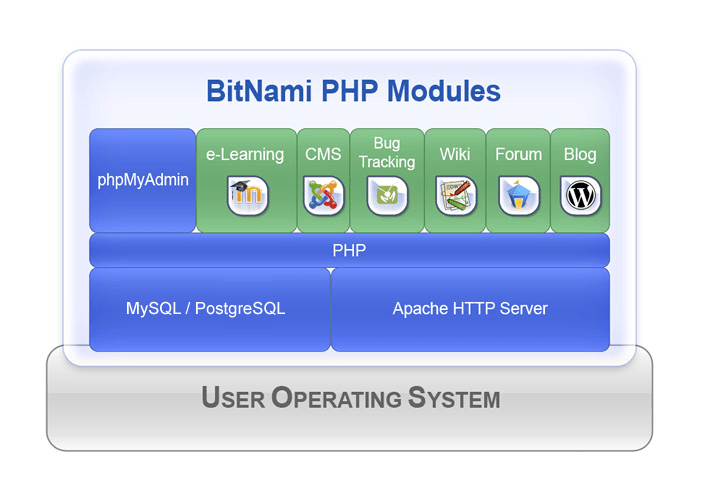 BitNami PHP Modules
phpMyAdmin
e-Learning
CMS
Bug
Tracking
Wiki
Forum
Blog
PHP
MySQL / PostgreSQL
Apache HTTP Server
USER OPERATING SYSTEM